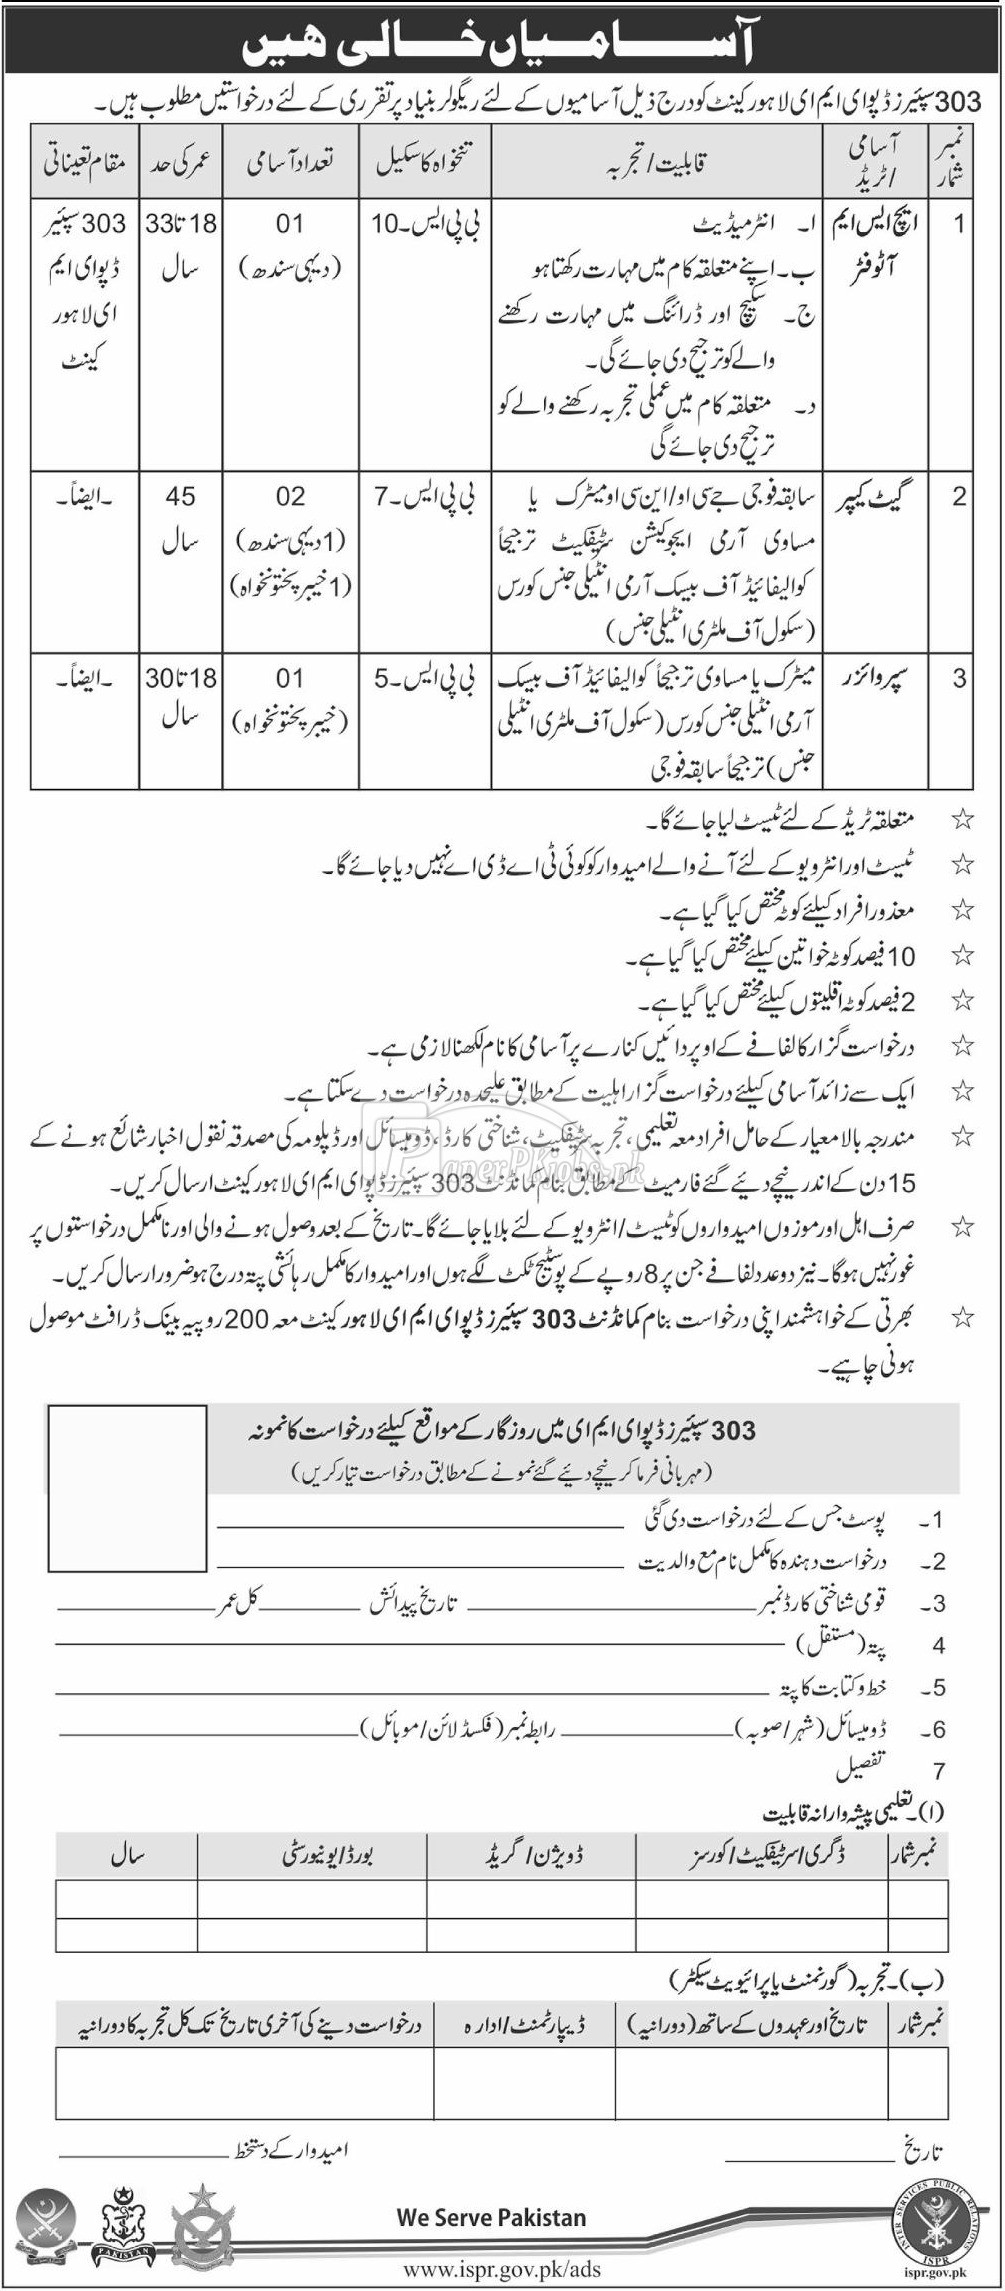 آسامیاں خالی ہیں
303 سپئیرز ڈپو ای ایم ای لاہور کینٹ کو درج ذیل آسامیوں کے لئے ریگولر بنیاد پر تقرری کے لئے درخواستیں مطلوب ہیں۔
نمبر شمار	آسامی /ٹریڈ	قابلیت/تجربہ	تنخواہ کا سکیل	تعداد آسامی	عمر کی حد	مقام تعیناتی
1	ایچ ایس ایم آٹو فٹر	ا۔ انٹرمیڈیٹ	بی پی ایس۔10	01 (دیہی سندھ)	18 تا 33 سال	303 سپئیر ڈپو ای ایم ای لاہور کینٹ
ب۔ اپنے متعلقہ کام میں مہارت رکھتا ہو
ج۔ سکیچ اور ڈرائنگ میں مہارت رکھنے
والے کو ترجیح دی جائے گی۔
د۔ متعلقہ کام میں عملی تجربہ رکھنے والے کو
ترجیح دی جائے گی
2	گیٹ کیپر	سابقہ فوجی جے سی او/این سی او میٹرک یا	بی پی ایس۔7	02 (1 دیہی سندھ) (1 خیبر پختونخواہ)	45 سال	۔ایضاً۔
مساوی آرمی ایجوکیشن سرٹیفکیٹ ترجیحاً
کوالیفائیڈ آف بیسک آرمی انٹیلی جنس کورس
(سکول آف ملٹری انٹیلی جنس)
3	سپروائزر	میٹرک یا مساوی ترجیحاً کوالیفائیڈ آف بیسک	بی پی ایس۔5	01 (خیبر پختونخواہ)	18 تا 30 سال	۔ایضاً۔
آرمی انٹیلی جنس کورس (سکول آف ملٹری انٹیلی
جنس) ترجیحاً سابقہ فوجی
☆ متعلقہ ٹریڈ کے لئے ٹیسٹ لیا جائے گا۔
☆ ٹیسٹ اور انٹرویو کے لئے آنے والے امیدوار کو کوئی ٹی اے ڈی اے نہیں دیا جائے گا۔
☆ معذور افراد کیلئے کوٹہ مختص کیا گیا ہے۔
☆ 10 فیصد کوٹہ خواتین کیلئے مختص کیا گیا ہے۔
☆ 2 فیصد کوٹہ اقلیتوں کیلئے مختص کیا گیا ہے۔
☆ درخواست گزار کا لفافے کے اوپر دائیں کنارے پر آسامی کا نام لکھنا لازمی ہے۔
☆ ایک سے زائد آسامی کیلئے درخواست گزار اہلیت کے مطابق علیحدہ درخواست دے سکتا ہے۔
☆ مندرجہ بالا معیار کے حامل افراد معہ تعلیمی، تجربہ سرٹیفکیٹ، شناختی کارڈ، ڈومیسائل اور ڈپلومہ کی مصدقہ نقول اخبار شائع ہونے کے
15 دن کے اندر نیچے دیئے گئے فارمیٹ کے مطابق بنام کمانڈنٹ 303 سپئیرز ڈپو ای ایم ای لاہور کینٹ ارسال کریں۔
PaperPkjobs.pk
☆ صرف اہل اور موزوں امیدواروں کو ٹیسٹ/انٹرویو کے لئے بلایا جائے گا۔ تاریخ کے بعد وصول ہونے والی اور نامکمل درخواستوں پر
غور نہیں ہوگا۔ نیز دو عدد لفافے جن پر 8 روپے کے پوسٹیج ٹکٹ لگے ہوں اور امیدوار کا مکمل رہائشی پتہ درج ہو ضرور ارسال کریں۔
☆ بھرتی کے خواہشمند اپنی درخواست بنام کمانڈنٹ 303 سپئیرز ڈپو ای ایم ای لاہور کینٹ معہ 200 روپیہ بینک ڈرافٹ موصول
ہونی چاہیے۔
303 سپئیرز ڈپو ای ایم ای میں روزگار کے مواقع کیلئے درخواست کا نمونہ
(مہربانی فرما کر نیچے دیئے گئے نمونے کے مطابق درخواست تیار کریں)
1۔ پوسٹ جس کے لئے درخواست دی گئی
2۔ درخواست دہندہ کا مکمل نام مع والدیت
3۔ قومی شناختی کارڈ نمبر تاریخ پیدائش کل عمر
4 پتہ (مستقل)
5۔ خط و کتابت کا پتہ
6۔ ڈومیسائل (شہر/صوبہ) رابطہ نمبر (فکسڈ لائن/موبائل)
7 تفصیل
(ا)۔ تعلیمی پیشہ وارانہ قابلیت
نمبر شمار	ڈگری/سرٹیفکیٹ/کورسز	ڈویژن/گریڈ	بورڈ/یونیورسٹی	سال
(ب)۔ تجربہ (گورنمنٹ یا پرائیویٹ سیکٹر)
نمبر شمار	تاریخ اور عہدوں کے ساتھ (دورانیہ)	ڈیپارٹمنٹ/ادارہ	درخواست دینے کی آخری تاریخ تک کل تجربہ کا دورانیہ
تاریخ امیدوار کے دستخط
PAKISTAN
We Serve Pakistan
www.ispr.gov.pk/ads
INTER SERVICES PUBLIC RELATIONS
ISPR
ispr.gov.pk